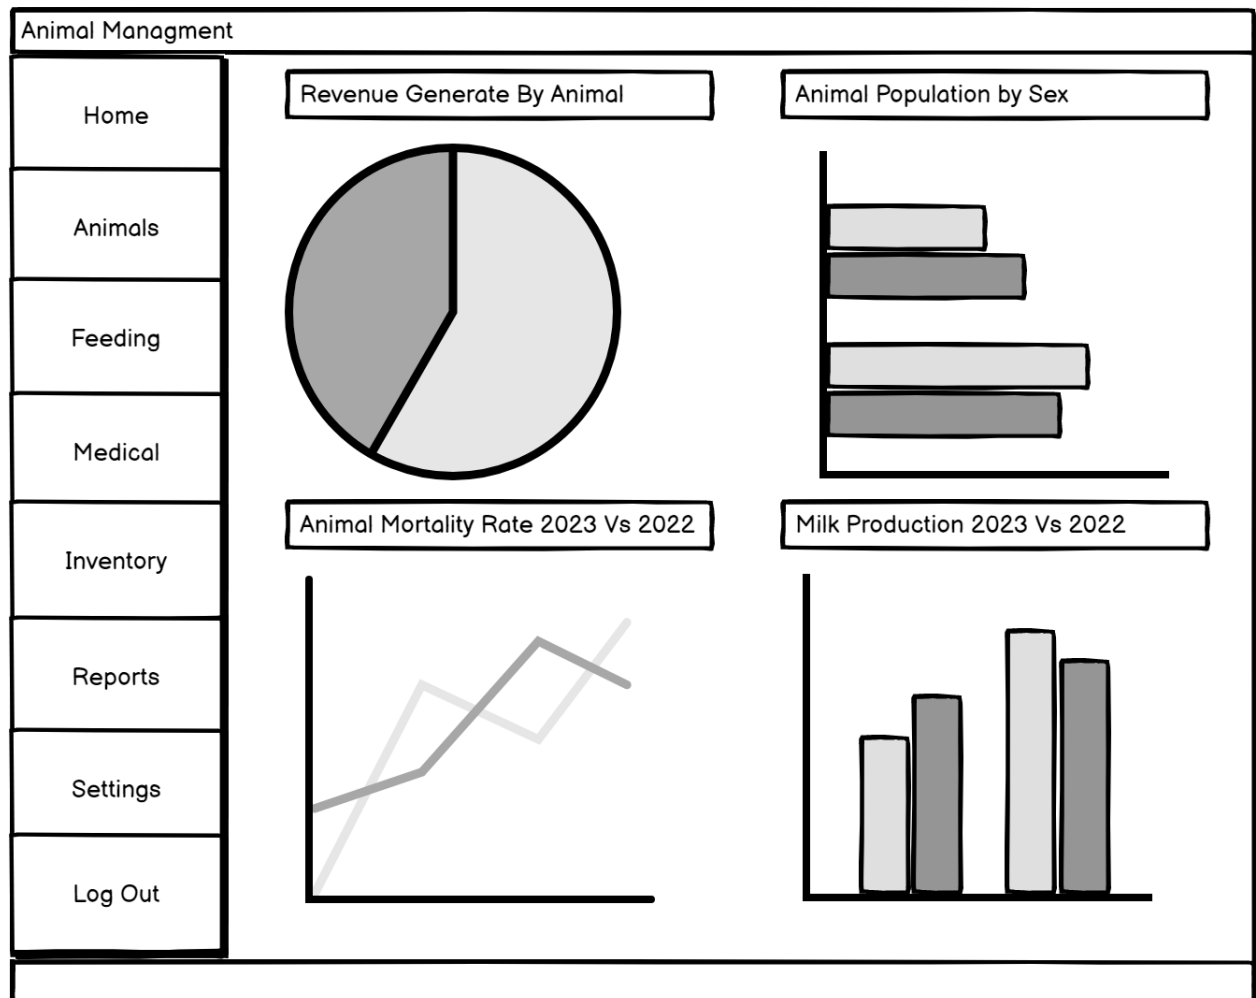 Animal Managment
Home
Animals
Feeding
Medical
Inventory
Reports
Settings
Log Out
Revenue Generate By Animal
Animal Population by Sex
Animal Mortality Rate 2023 Vs 2022
Milk Production 2023 Vs 2022